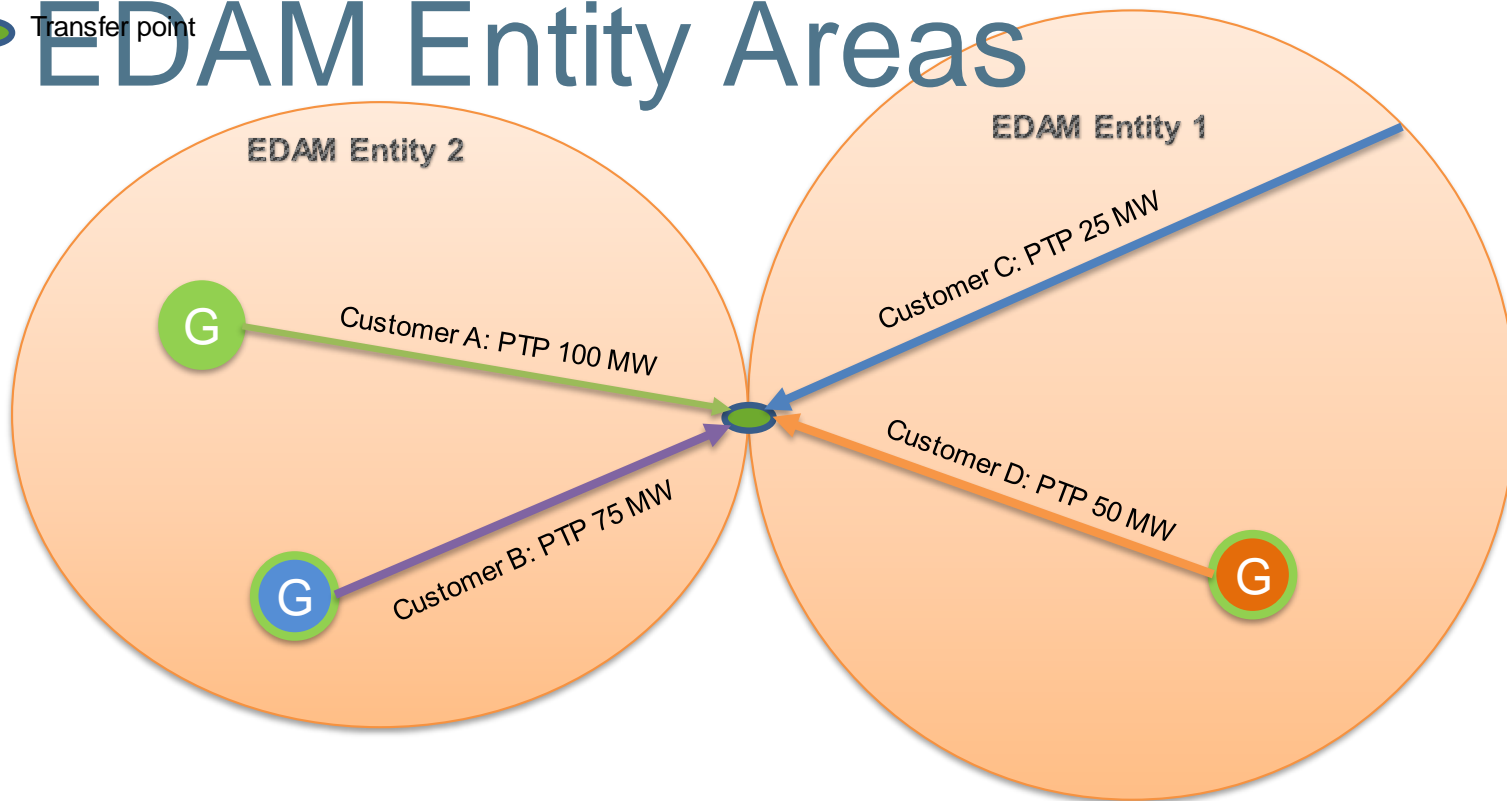 EDAM Entity Areas
Transfer point
EDAM Entity 2
EDAM Entity 1
Customer C: PTP 25 MW
G
Customer A: PTP 100 MW
Customer D: PTP 50 MW
Customer B: PTP 75 MW
G
G